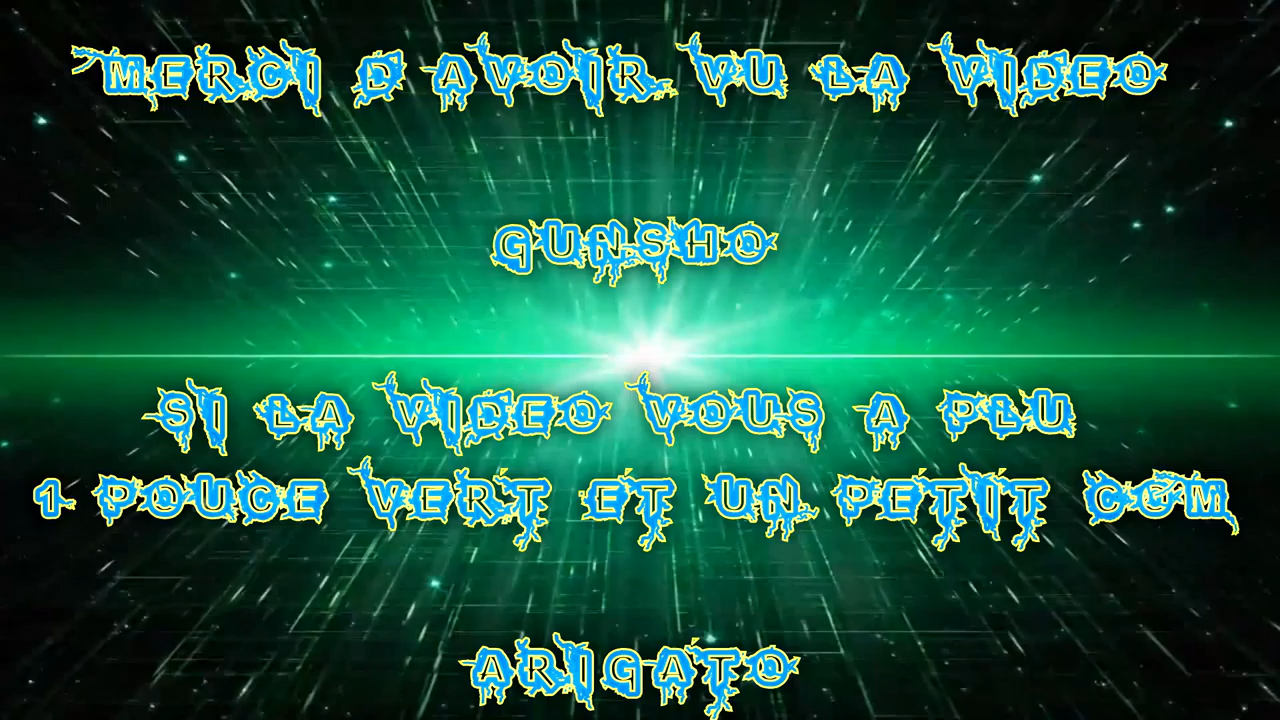 MERCI D AVOIR VU LA VIDEO
GUNSHO
SI LA VIDEO VOUS A PLU
1 POUCE VERT ET UN PETIT COM
ARIGATO